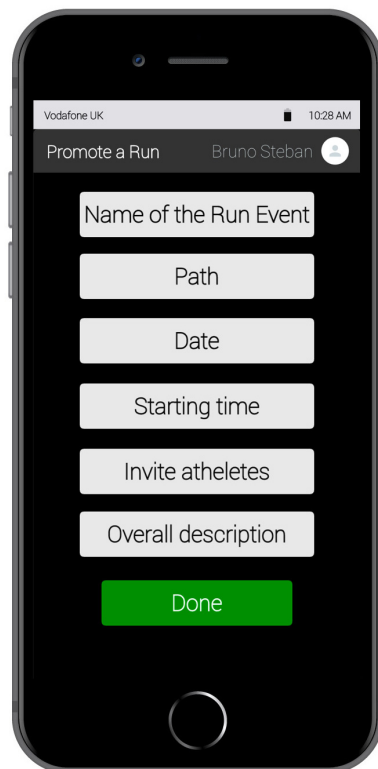 Vodafone UK 10:28 AM
Promote a Run Bruno Steban
Name of the Run Event
Path
Date
Starting time
Invite atheletes
Overall description
Done